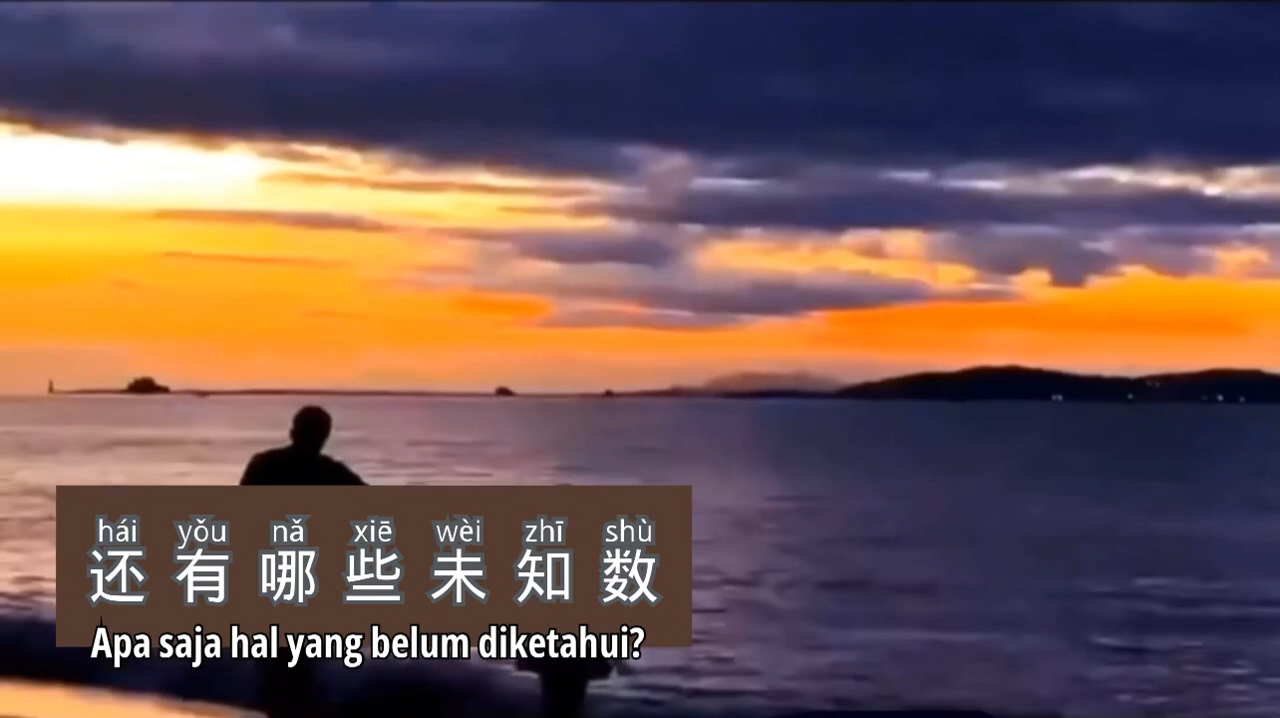 hái yǒu nǎ xiē wèi zhī shù
还有哪些未知数
Apa saja hal yang belum diketahui?